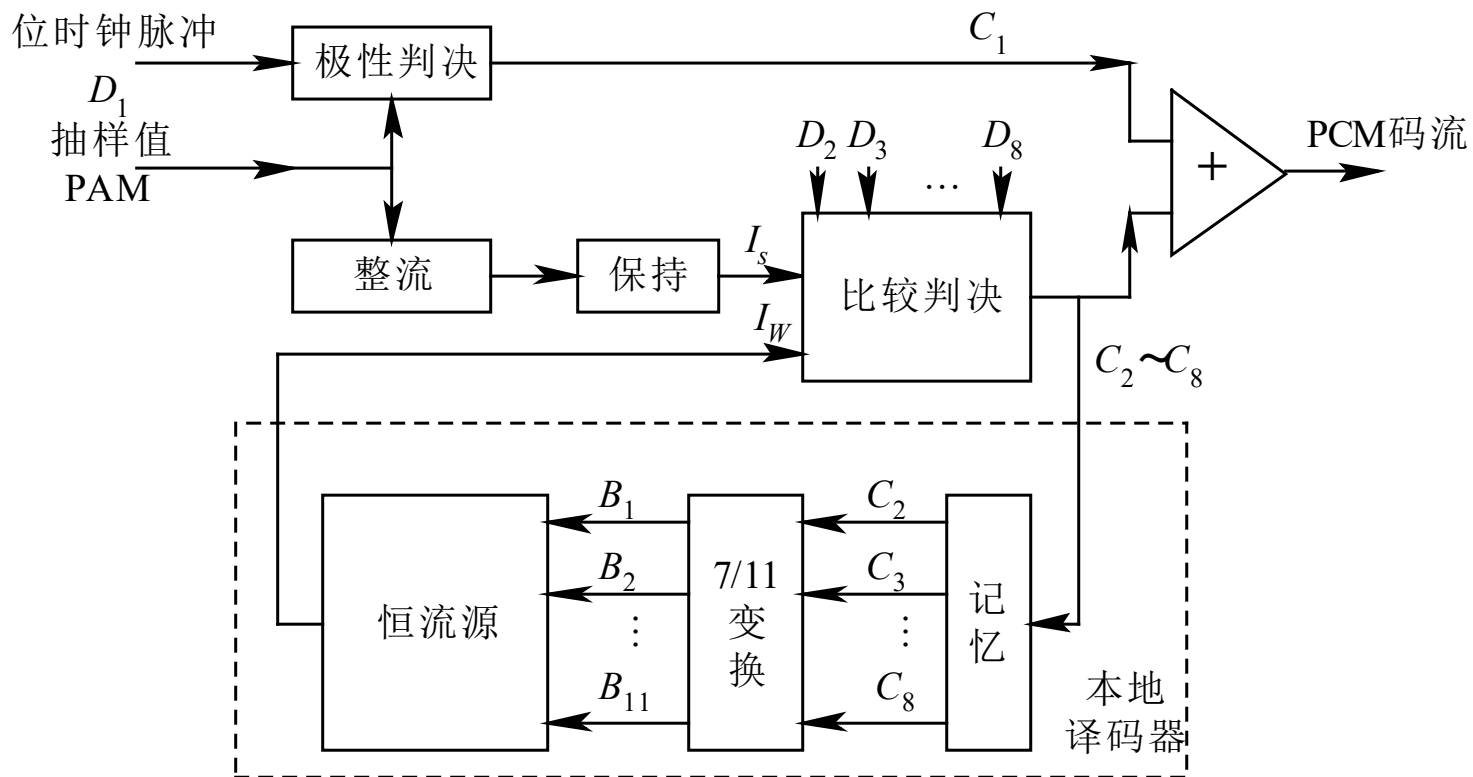 位时钟脉冲
D₁
抽样值
PAM
极性判决
C₁
PCM码流
+
D₂ D₃ … D₈
整流
保持
Iₛ
I_W
比较判决
C₂～C₈
恒流源
B₁
B₂
⋮
B₁₁
7/11
变
换
C₂
C₃
⋮
C₈
记
忆
本地
译码器